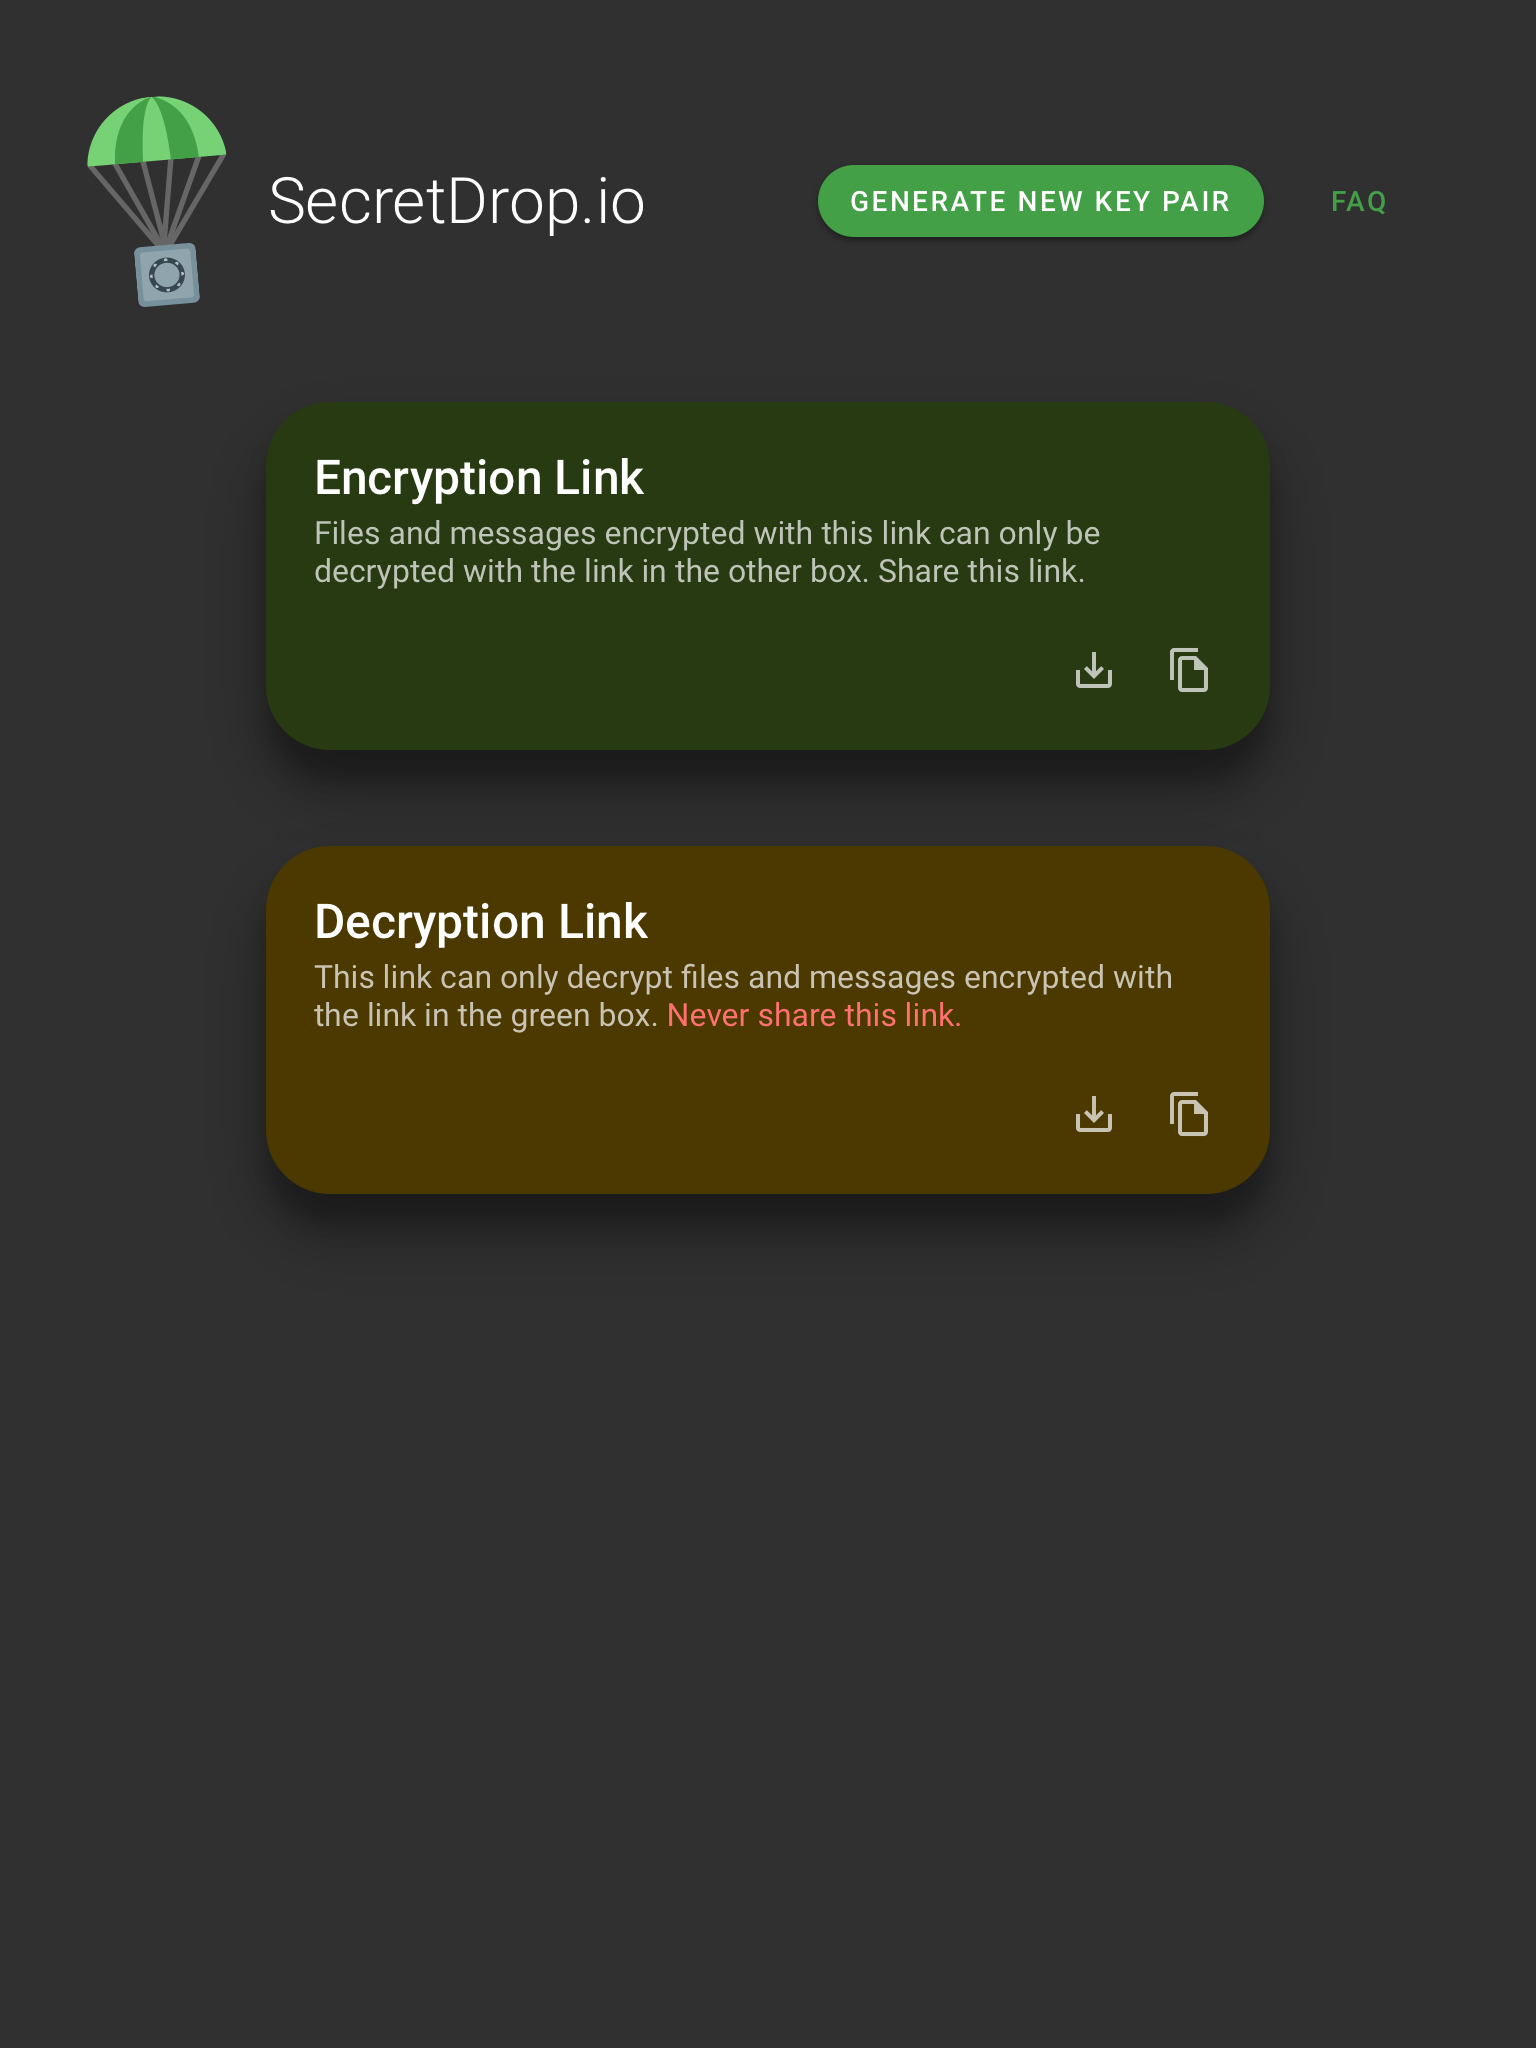 SecretDrop.io
GENERATE NEW KEY PAIR
FAQ
Encryption Link
Files and messages encrypted with this link can only be
decrypted with the link in the other box. Share this link.
Decryption Link
This link can only decrypt files and messages encrypted with
the link in the green box. Never share this link.